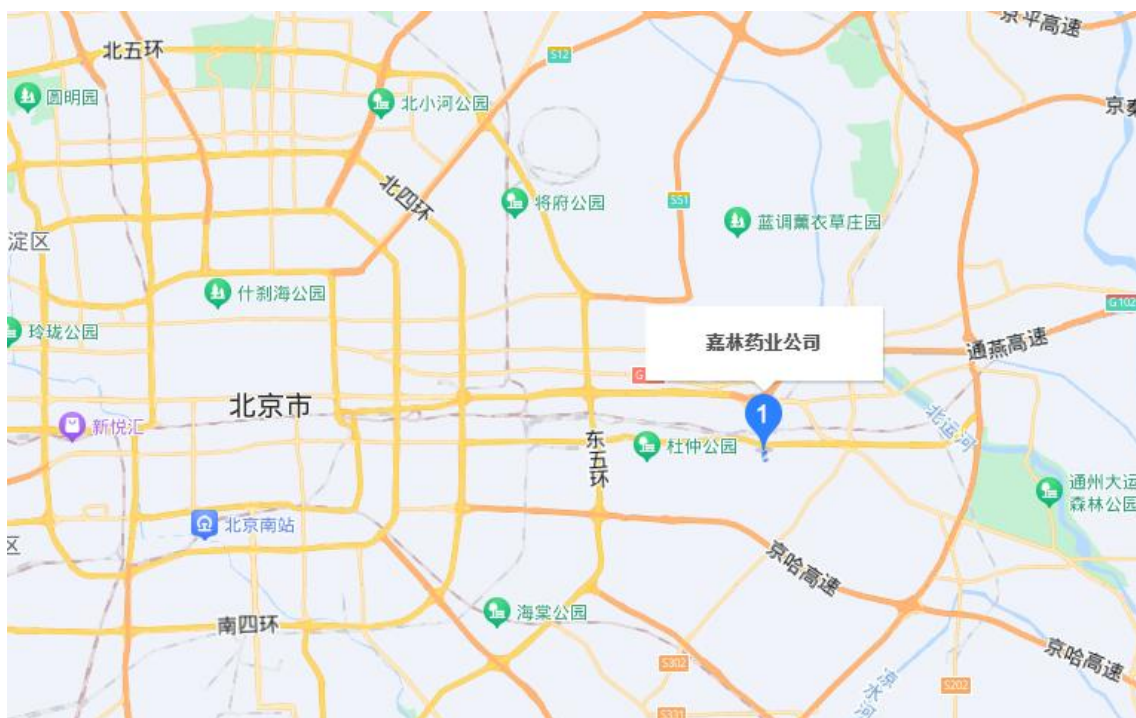 京平高速
北五环
S12
圆明园
北小河公园
京秦
北四环
将府公园
S51
蓝调薰衣草庄园
淀区
什刹海公园
G102
玲珑公园
嘉林药业公司
通燕高速
北京市
1
新悦汇
北运河
东五环
杜仲公园
通州大运
森林公园
北京南站
区
京哈高速
海棠公园
南四环
京哈高速
S302
凉水河
S202
S321